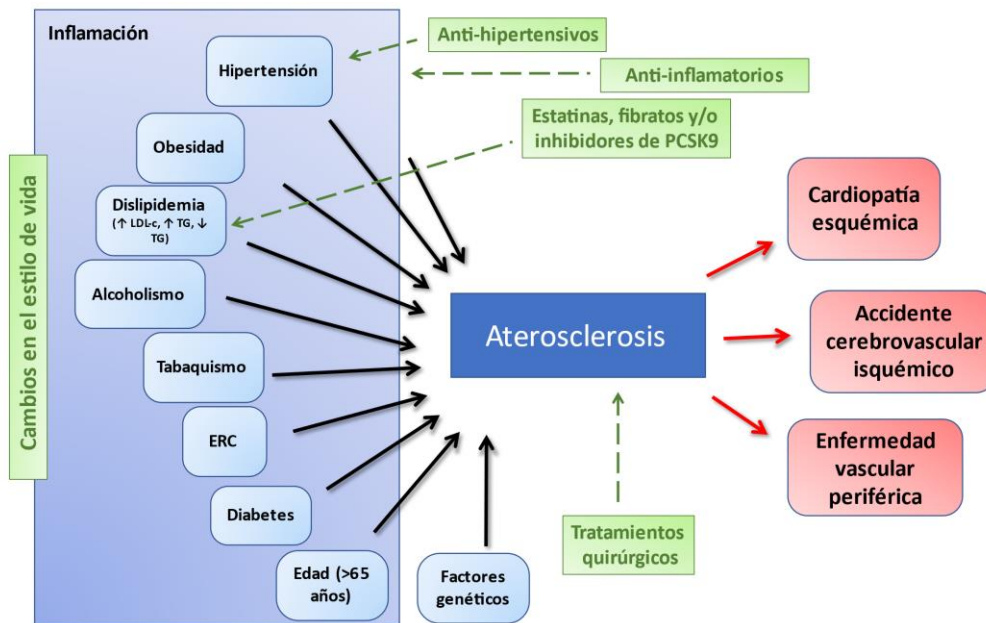 Inflamación
Anti-hipertensivos
Hipertensión
Anti-inflamatorios
Estatinas, fibratos y/o
inhibidores de PCSK9
Obesidad
Cambios en el estilo de vida
Dislipidemia
(↑ LDL-c, ↑ TG, ↓
TG)
Alcoholismo
Tabaquismo
ERC
Diabetes
Edad (>65
años)
Factores
genéticos
Aterosclerosis
Tratamientos
quirúrgicos
Cardiopatía
esquémica
Accidente
cerebrovascular
isquémico
Enfermedad
vascular
periférica